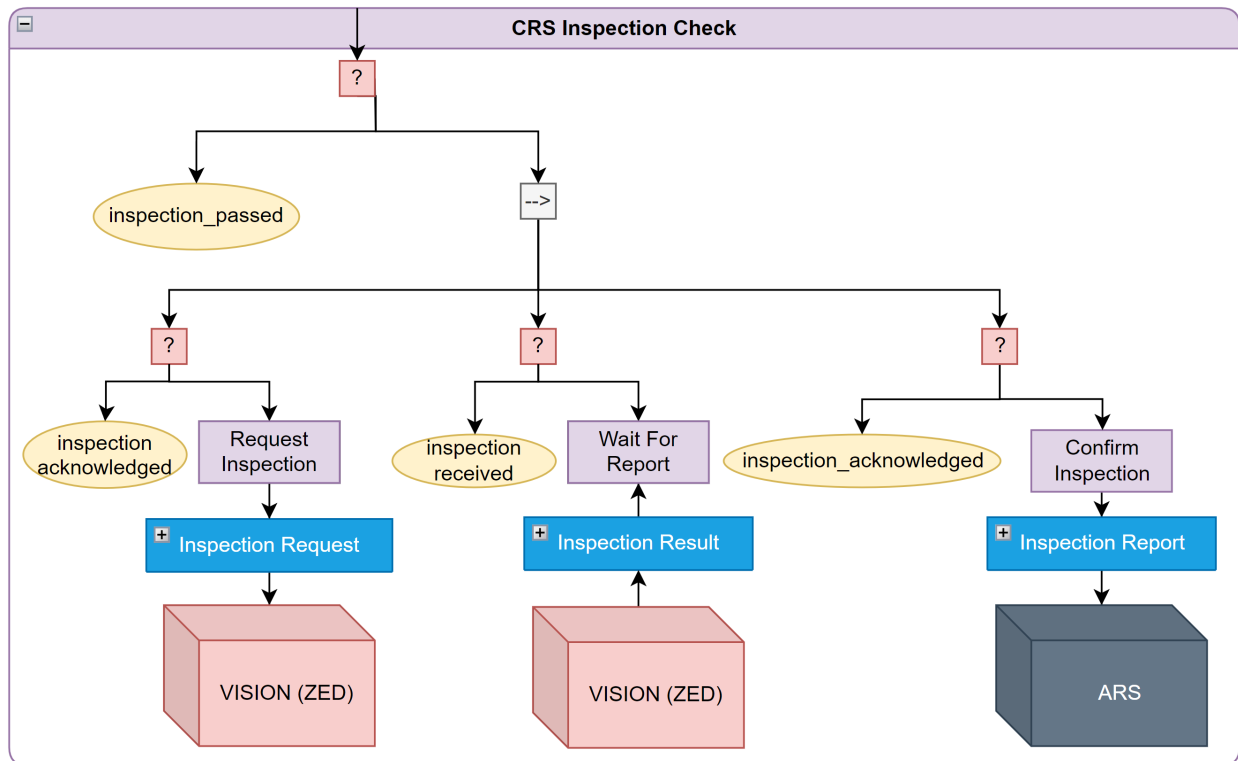 CRS Inspection Check
?
inspection_passed
-->
?
?
?
inspection
acknowledged
Request
Inspection
inspection
received
Wait For
Report
inspection_acknowledged
Confirm
Inspection
Inspection Request
Inspection Result
Inspection Report
VISION (ZED)
VISION (ZED)
ARS